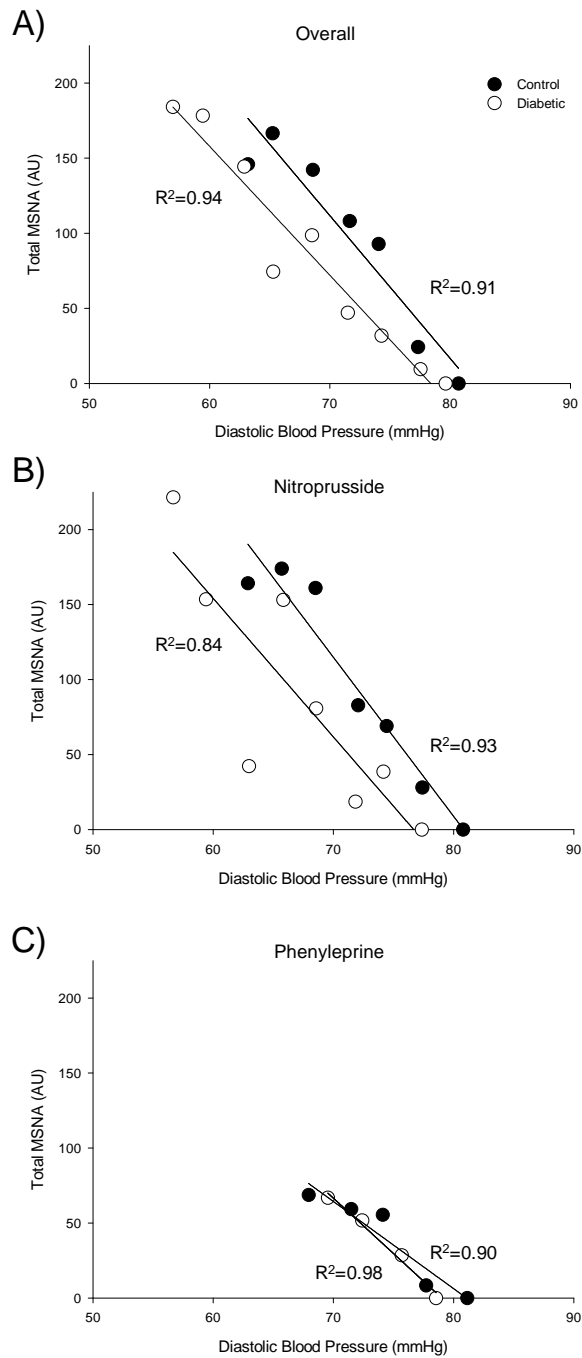 A)
Overall
Control
Diabetic
Total MSNA (AU)
200
150
100
50
0
R²=0.94
R²=0.91
50 60 70 80 90
Diastolic Blood Pressure (mmHg)
B)
Nitroprusside
Total MSNA (AU)
200
150
100
50
0
R²=0.84
R²=0.93
50 60 70 80 90
Diastolic Blood Pressure (mmHg)
C)
Phenyleprine
Total MSNA (AU)
200
150
100
50
0
R²=0.98
R²=0.90
50 60 70 80 90
Diastolic Blood Pressure (mmHg)